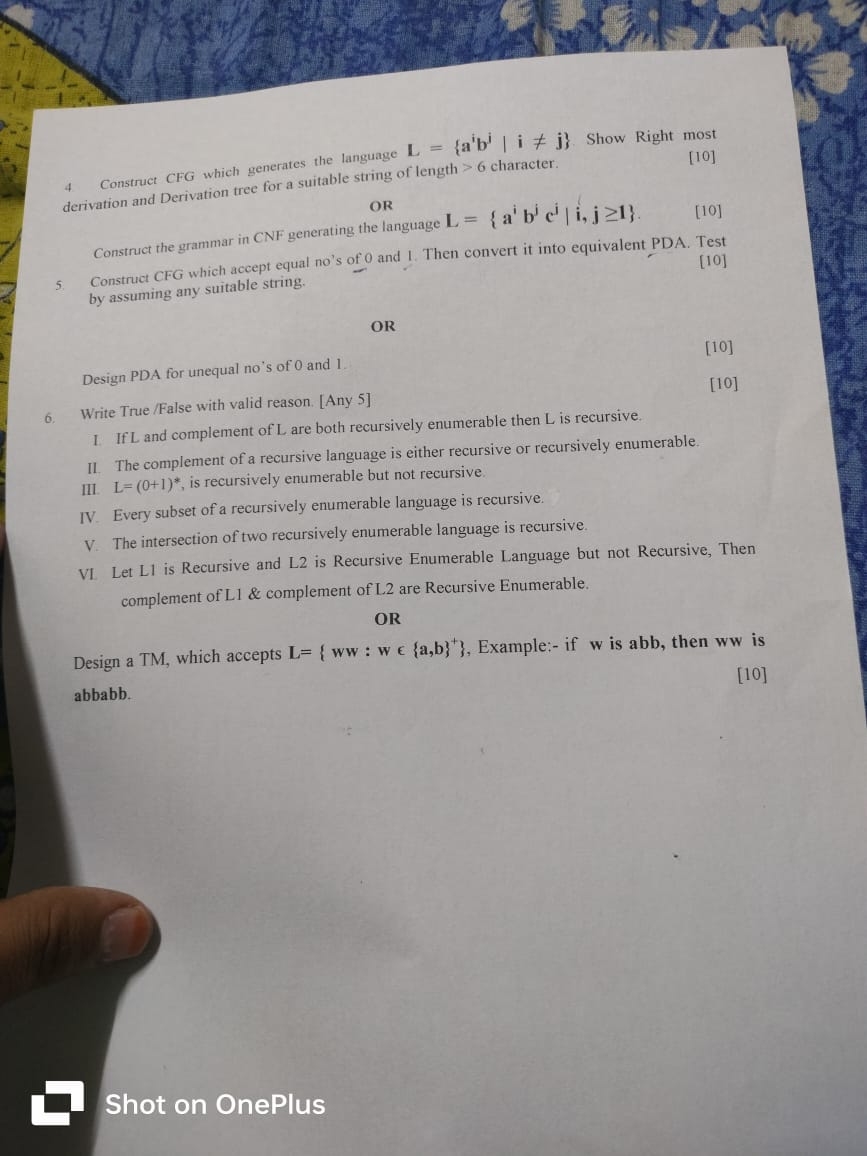 4 Construct CFG which generates the language L = {aⁱbʲ | i ≠ j} Show Right most
derivation and Derivation tree for a suitable string of length > 6 character. [10]
OR
Construct the grammar in CNF generating the language L = { aⁱ bʲ cʲ | i, j ≥1}. [10]
5. Construct CFG which accept equal no's of 0 and 1. Then convert it into equivalent PDA. Test
by assuming any suitable string. [10]
OR
Design PDA for unequal no's of 0 and 1. [10]
6. Write True /False with valid reason. [Any 5] [10]
I. If L and complement of L are both recursively enumerable then L is recursive.
II. The complement of a recursive language is either recursive or recursively enumerable.
III. L= (0+1)*, is recursively enumerable but not recursive.
IV. Every subset of a recursively enumerable language is recursive.
V. The intersection of two recursively enumerable language is recursive.
VI. Let L1 is Recursive and L2 is Recursive Enumerable Language but not Recursive, Then
complement of L1 & complement of L2 are Recursive Enumerable.
OR
Design a TM, which accepts L= { ww : w ϵ {a,b}⁺}, Example:- if w is abb, then ww is
abbabb. [10]
Shot on OnePlus